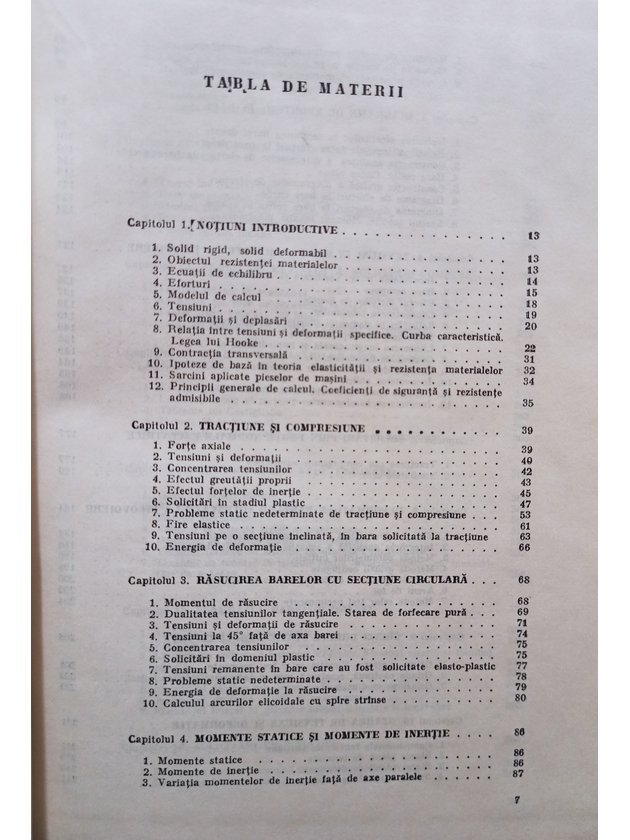 TABLA DE MATERII
Capitolul 1. NOȚIUNI INTRODUCTIVE . . . . . . . . . . . . . . 13
1. Solid rigid, solid deformabil . . . . . . . . . . . . . . 13
2. Obiectul rezistenței materialelor . . . . . . . . . . . . . . 13
3. Ecuații de echilibru . . . . . . . . . . . . . . 14
4. Eforturi . . . . . . . . . . . . . . 15
5. Modelul de calcul . . . . . . . . . . . . . . 18
6. Tensiuni . . . . . . . . . . . . . . 19
7. Deformații și deplasări . . . . . . . . . . . . . . 20
8. Relația între tensiuni și deformații specifice. Curba caracteristică.
Legea lui Hooke . . . . . . . . . . . . . . 22
9. Contracția transversală . . . . . . . . . . . . . . 31
10. Ipoteze de bază în teoria elasticității și rezistența materialelor 32
11. Sarcini aplicate pieselor de mașini . . . . . . . . . . 34
12. Principii generale de calcul. Coeficienți de siguranță și rezistențe
admisibile . . . . . . . . . . . . . . 35
Capitolul 2. TRACȚIUNE ȘI COMPRESIUNE . . . . . . . . . . 39
1. Forțe axiale . . . . . . . . . . . . . . 39
2. Tensiuni și deformații . . . . . . . . . . . . . . 40
3. Concentrarea tensiunilor . . . . . . . . . . . . . . 42
4. Efectul greutății proprii . . . . . . . . . . . . . . 43
5. Efectul forțelor de inerție . . . . . . . . . . . . . . 45
6. Solicitări în stadiul plastic . . . . . . . . . . . . . . 47
7. Probleme static nedeterminate de tracțiune și compresiune . . . 53
8. Fire elastice . . . . . . . . . . . . . . 61
9. Tensiuni pe o secțiune înclinată, în bara solicitată la tracțiune 63
10. Energia de deformație . . . . . . . . . . . . . . 66
Capitolul 3. RĂSUCIREA BARELOR CU SECȚIUNE CIRCULARĂ . . . 68
1. Momentul de răsucire . . . . . . . . . . . . . . 68
2. Dualitatea tensiunilor tangențiale. Starea de forfecare pură . . . 69
3. Tensiuni și deformații de răsucire . . . . . . . . . . . . 71
4. Tensiuni la 45° față de axa barei . . . . . . . . . . . . 74
5. Concentrarea tensiunilor . . . . . . . . . . . . . . 75
6. Solicitări în domeniul plastic . . . . . . . . . . . . . . 75
7. Tensiuni remanente în bare care au fost solicitate elasto-plastic 77
8. Probleme static nedeterminate . . . . . . . . . . . . 78
9. Energia de deformație la răsucire . . . . . . . . . . . . 79
10. Calculul arcurilor elicoidale cu spire strînse . . . . . . . . 80
Capitolul 4. MOMENTE STATICE ȘI MOMENTE DE INERȚIE . . . . 86
1. Momente statice . . . . . . . . . . . . . . 86
2. Momente de inerție . . . . . . . . . . . . . . 86
3. Variația momentelor de inerție față de axe paralele . . . . . . 87
7